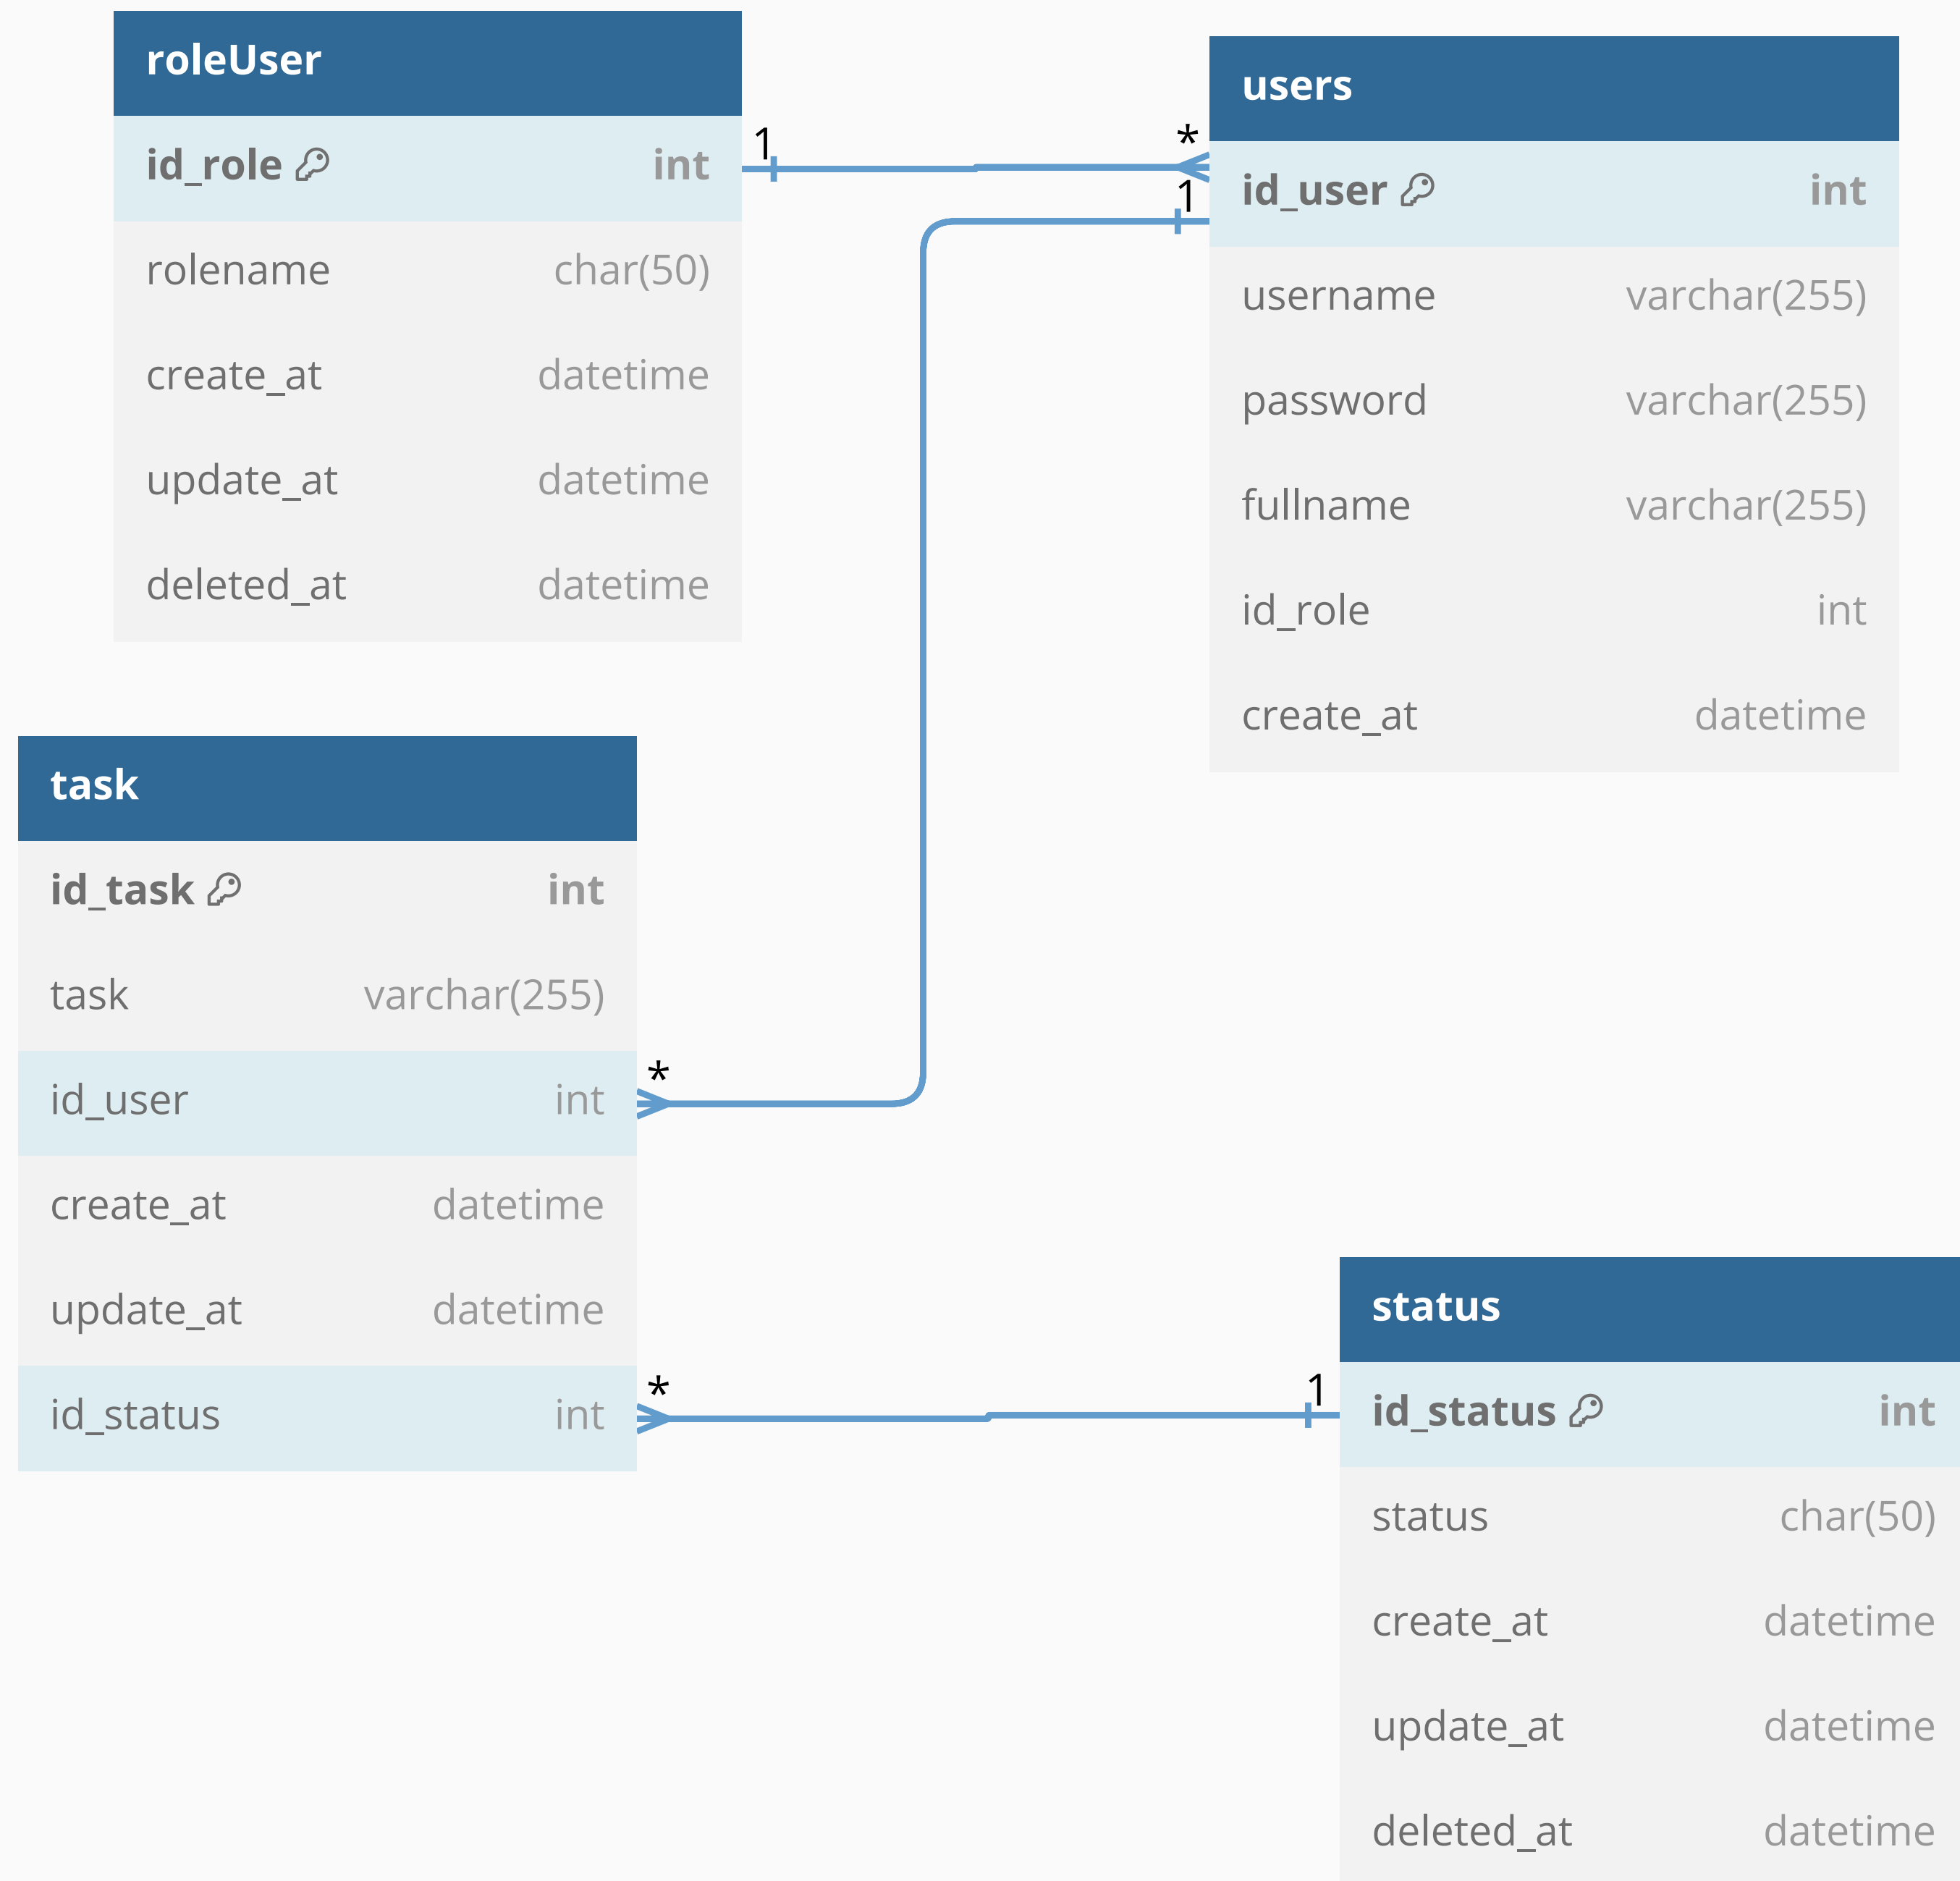 roleUser
id_role int
rolename char(50)
create_at datetime
update_at datetime
deleted_at datetime
1
*
1
users
id_user int
username varchar(255)
password varchar(255)
fullname varchar(255)
id_role int
create_at datetime
task
id_task int
task varchar(255)
id_user int
create_at datetime
update_at datetime
id_status int
*
*
1
status
id_status int
status char(50)
create_at datetime
update_at datetime
deleted_at datetime